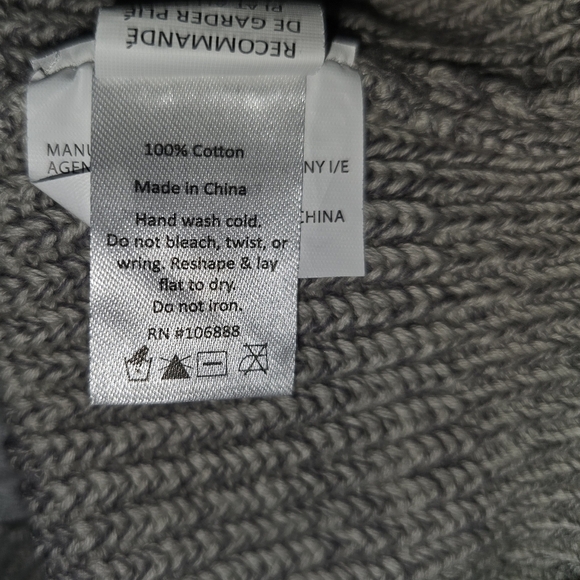 RECOMMANDÉ
DE GARDER PLIÉ
MANU
AGEN
NY I/E
CHINA
100% Cotton
Made in China
Hand wash cold.
Do not bleach, twist, or
wring. Reshape & lay
flat to dry.
Do not iron.
RN #106888